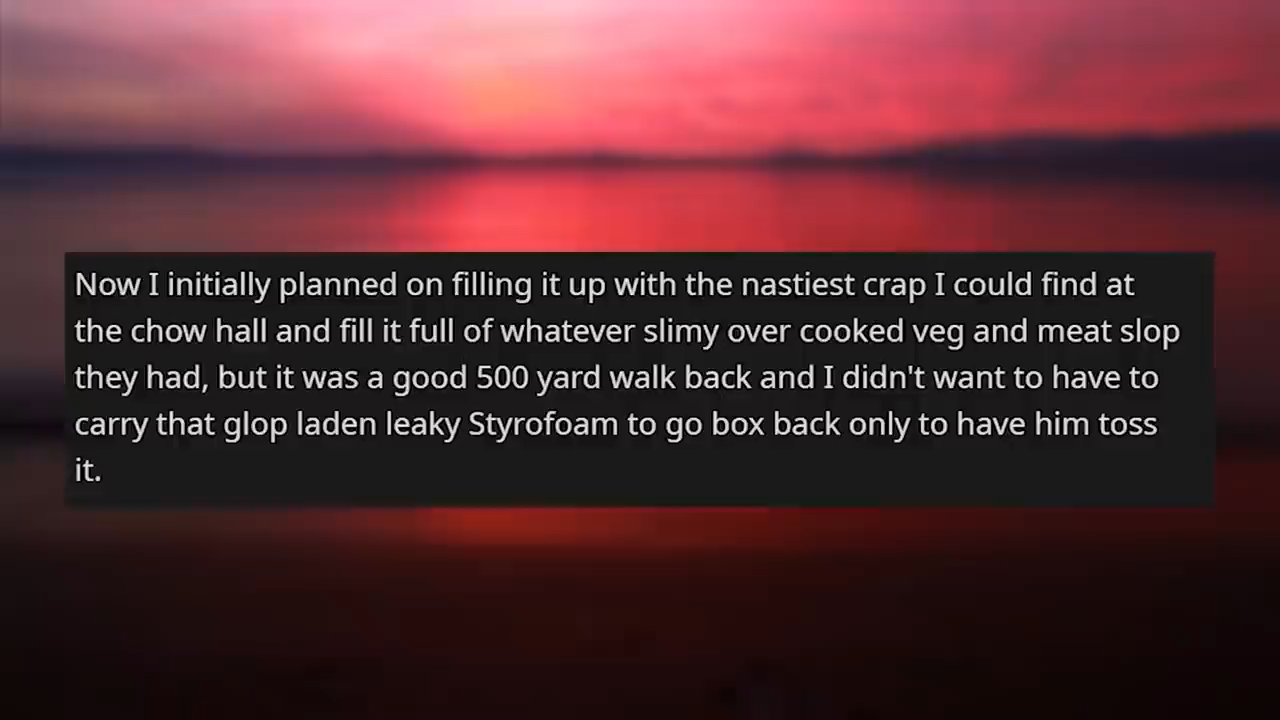 Now I initially planned on filling it up with the nastiest crap I could find at
the chow hall and fill it full of whatever slimy over cooked veg and meat slop
they had, but it was a good 500 yard walk back and I didn't want to have to
carry that glop laden leaky Styrofoam to go box back only to have him toss
it.